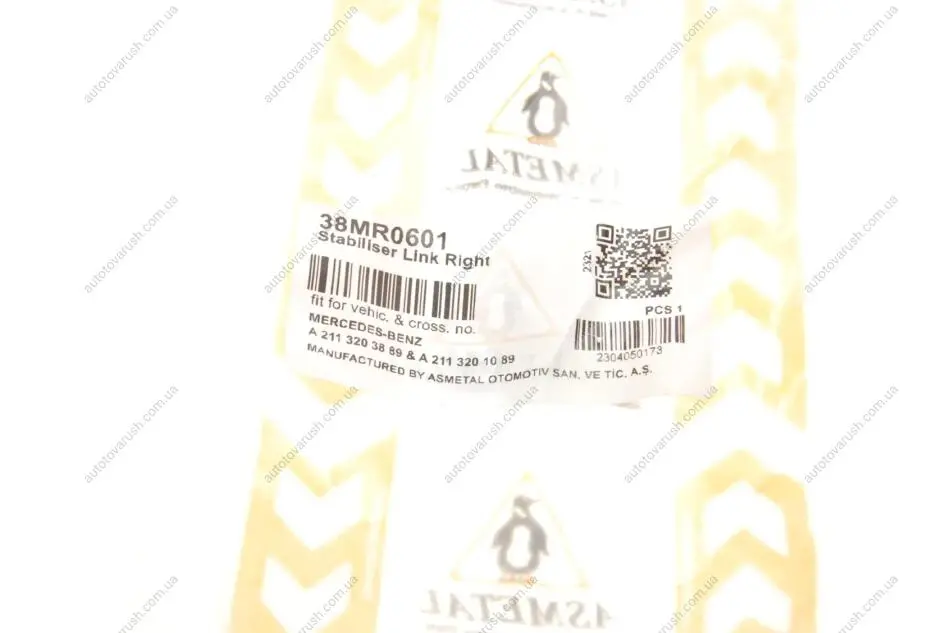 ASMETAL
38MR0601
Stabiliser Link Right
fit for vehic. & cross. no.
MERCEDES-BENZ
A 211 320 38 89 & A 211 320 10 89
MANUFACTURED BY ASMETAL OTOMOTIV SAN. VE TIC. A.Ş.
2321
PCS 1
2304050173
ASMETAL
autotovarush.com.ua